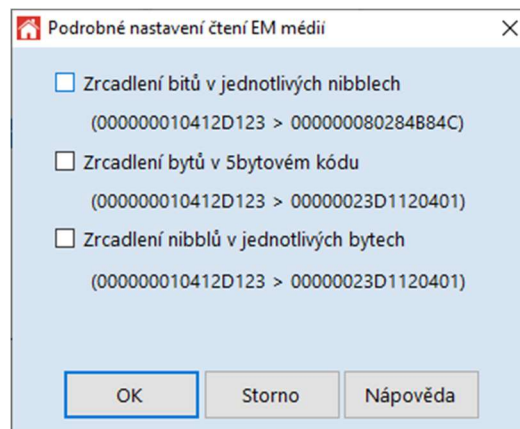 Podrobné nastavení čtení EM médií
Zrcadlení bitů v jednotlivých nibblech
(000000010412D123 > 000000080284B84C)
Zrcadlení bytů v 5bytovém kódu
(000000010412D123 > 00000023D1120401)
Zrcadlení nibblů v jednotlivých bytech
(000000010412D123 > 00000023D1120401)
OK
Storno
Nápověda